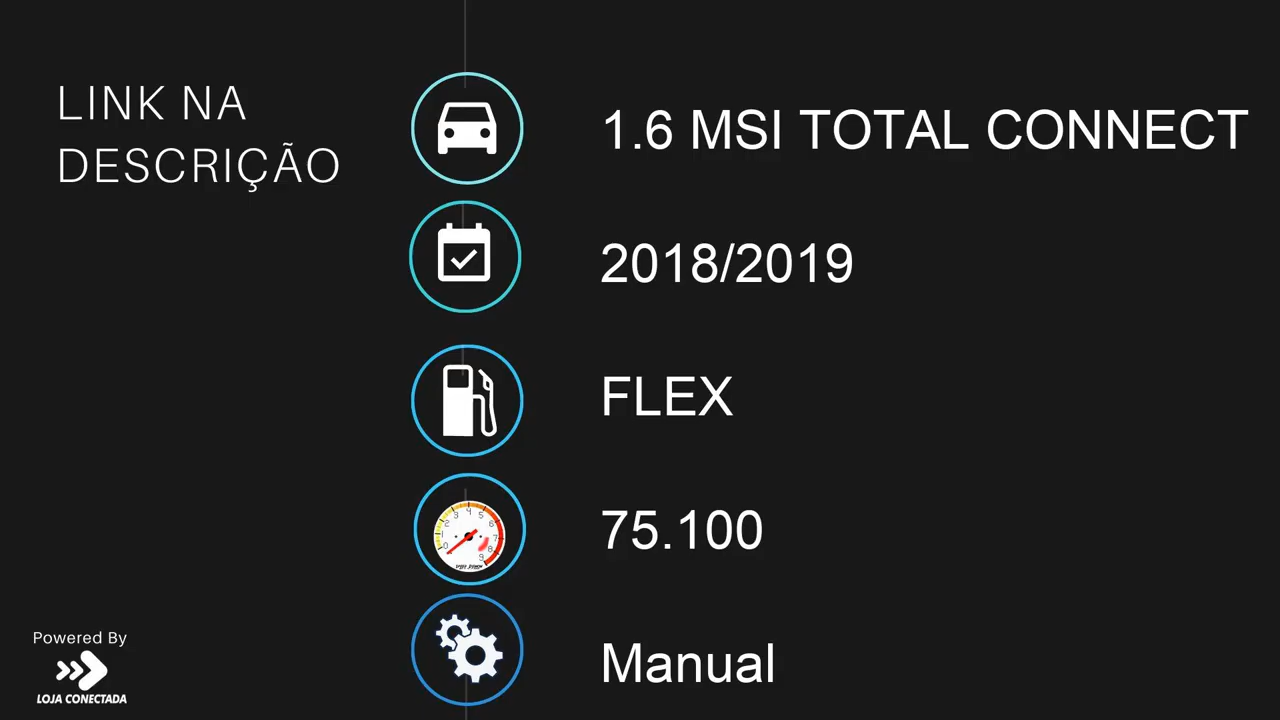 LINK NA
DESCRIÇÃO
1.6 MSI TOTAL CONNECT
2018/2019
FLEX
75.100
Manual
Powered By
LOJA CONECTADA